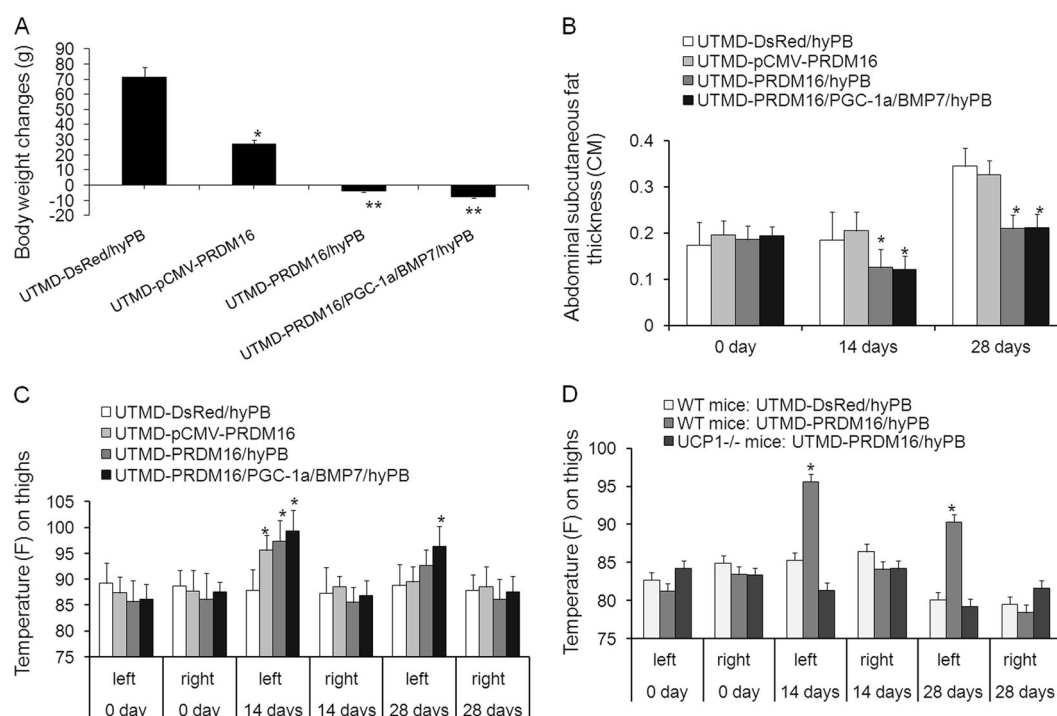 A
Body weight changes (g)
90
80
70
60
50
40
30
20
10
0
-10
-20
*
**
**
UTMD-DsRed/hyPB
UTMD-pCMV-PRDM16
UTMD-PRDM16/hyPB
UTMD-PRDM16/PGC-1a/BMP7/hyPB
B
UTMD-DsRed/hyPB
UTMD-pCMV-PRDM16
UTMD-PRDM16/hyPB
UTMD-PRDM16/PGC-1a/BMP7/hyPB
Abdominal subcutaneous fat
thickness (CM)
0.4
0.3
0.2
0.1
0
* * * *
0 day 14 days 28 days
C
UTMD-DsRed/hyPB
UTMD-pCMV-PRDM16
UTMD-PRDM16/hyPB
UTMD-PRDM16/PGC-1a/BMP7/hyPB
Temperature (F) on thighs
105
100
95
90
85
80
75
* * * *
left right left right left right
0 day 0 day 14 days 14 days 28 days 28 days
D
WT mice: UTMD-DsRed/hyPB
WT mice: UTMD-PRDM16/hyPB
UCP1-/- mice: UTMD-PRDM16/hyPB
Temperature (F) on thighs
100
95
90
85
80
75
* *
left right left right left right
0 day 0 day 14 days 14 days 28 days 28 days